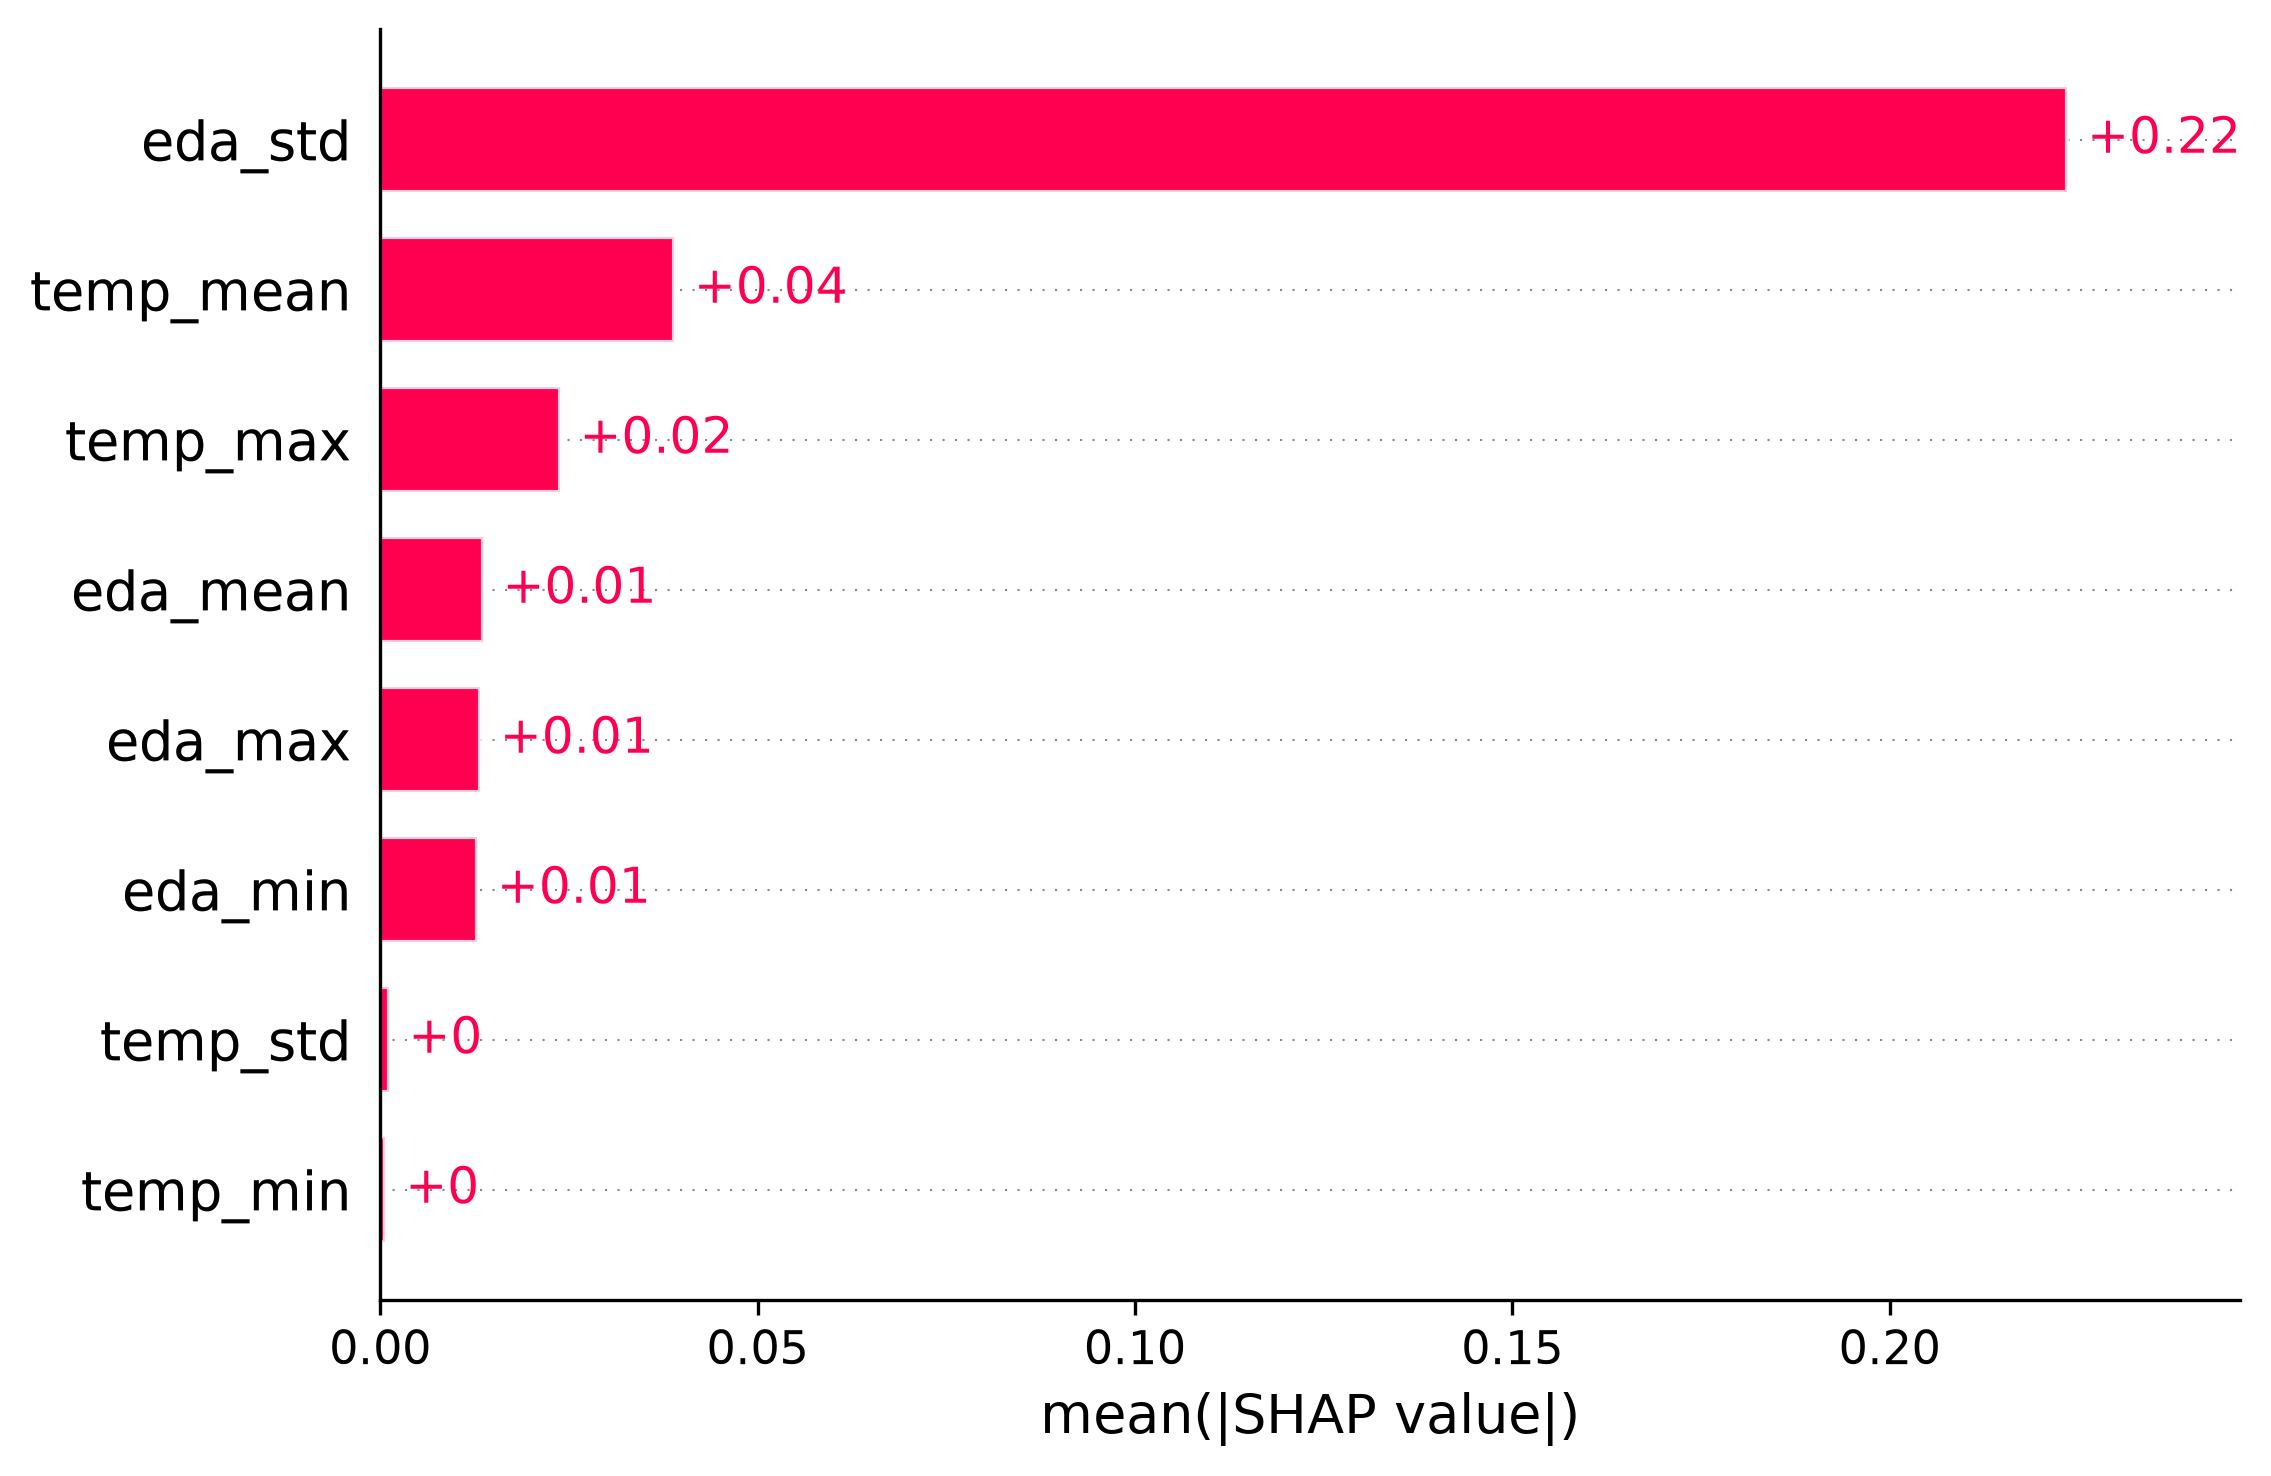 eda_std +0.22
temp_mean +0.04
temp_max +0.02
eda_mean +0.01
eda_max +0.01
eda_min +0.01
temp_std +0
temp_min +0
0.00 0.05 0.10 0.15 0.20
mean(|SHAP value|)